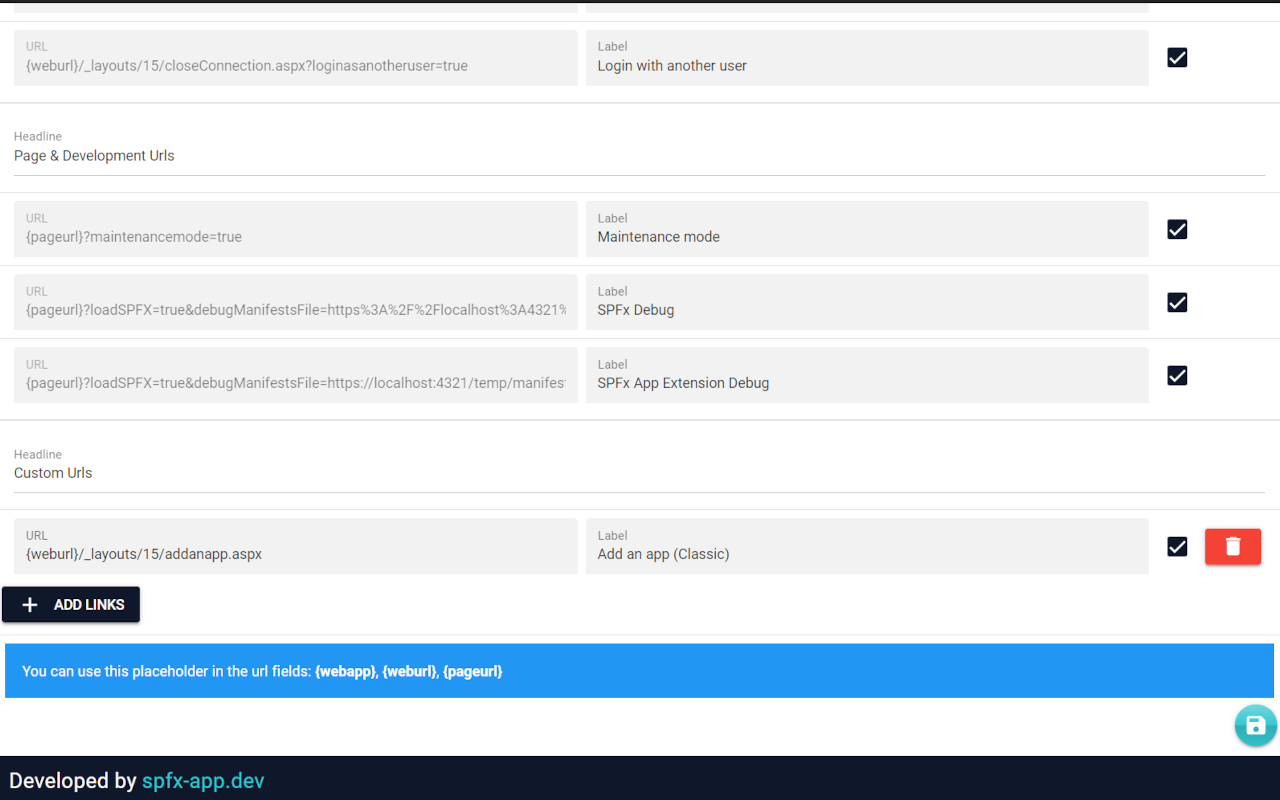 URL
{weburl}/_layouts/15/closeConnection.aspx?loginasanotheruser=true
Label
Login with another user
Headline
Page & Development Urls
URL
{pageurl}?maintenancemode=true
Label
Maintenance mode
URL
{pageurl}?loadSPFX=true&debugManifestsFile=https%3A%2F%2Flocalhost%3A4321%
Label
SPFx Debug
URL
{pageurl}?loadSPFX=true&debugManifestsFile=https://localhost:4321/temp/manifest
Label
SPFx App Extension Debug
Headline
Custom Urls
URL
{weburl}/_layouts/15/addanapp.aspx
Label
Add an app (Classic)
ADD LINKS
You can use this placeholder in the url fields: {webapp}, {weburl}, {pageurl}
Developed by spfx-app.dev